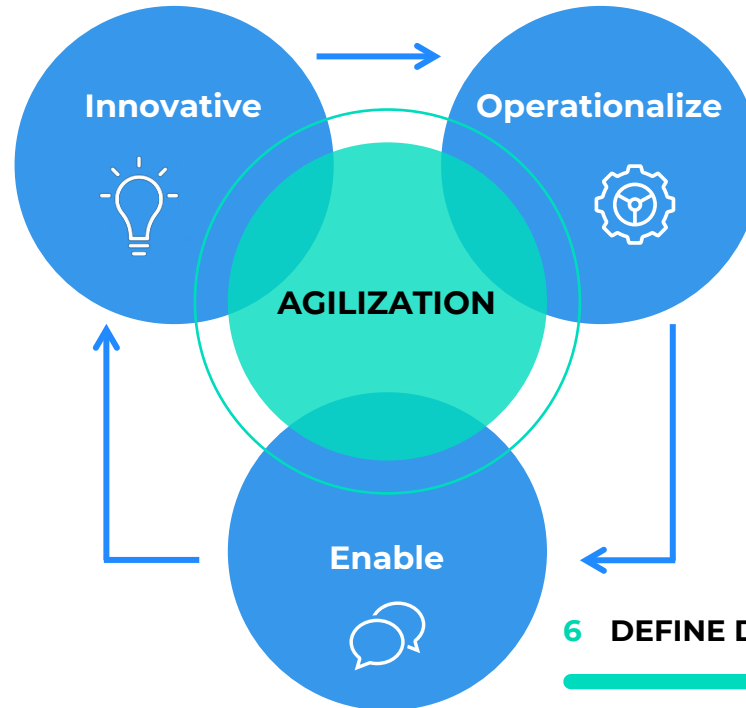 Innovative
Operationalize
AGILIZATION
Enable
6 DEFINE D